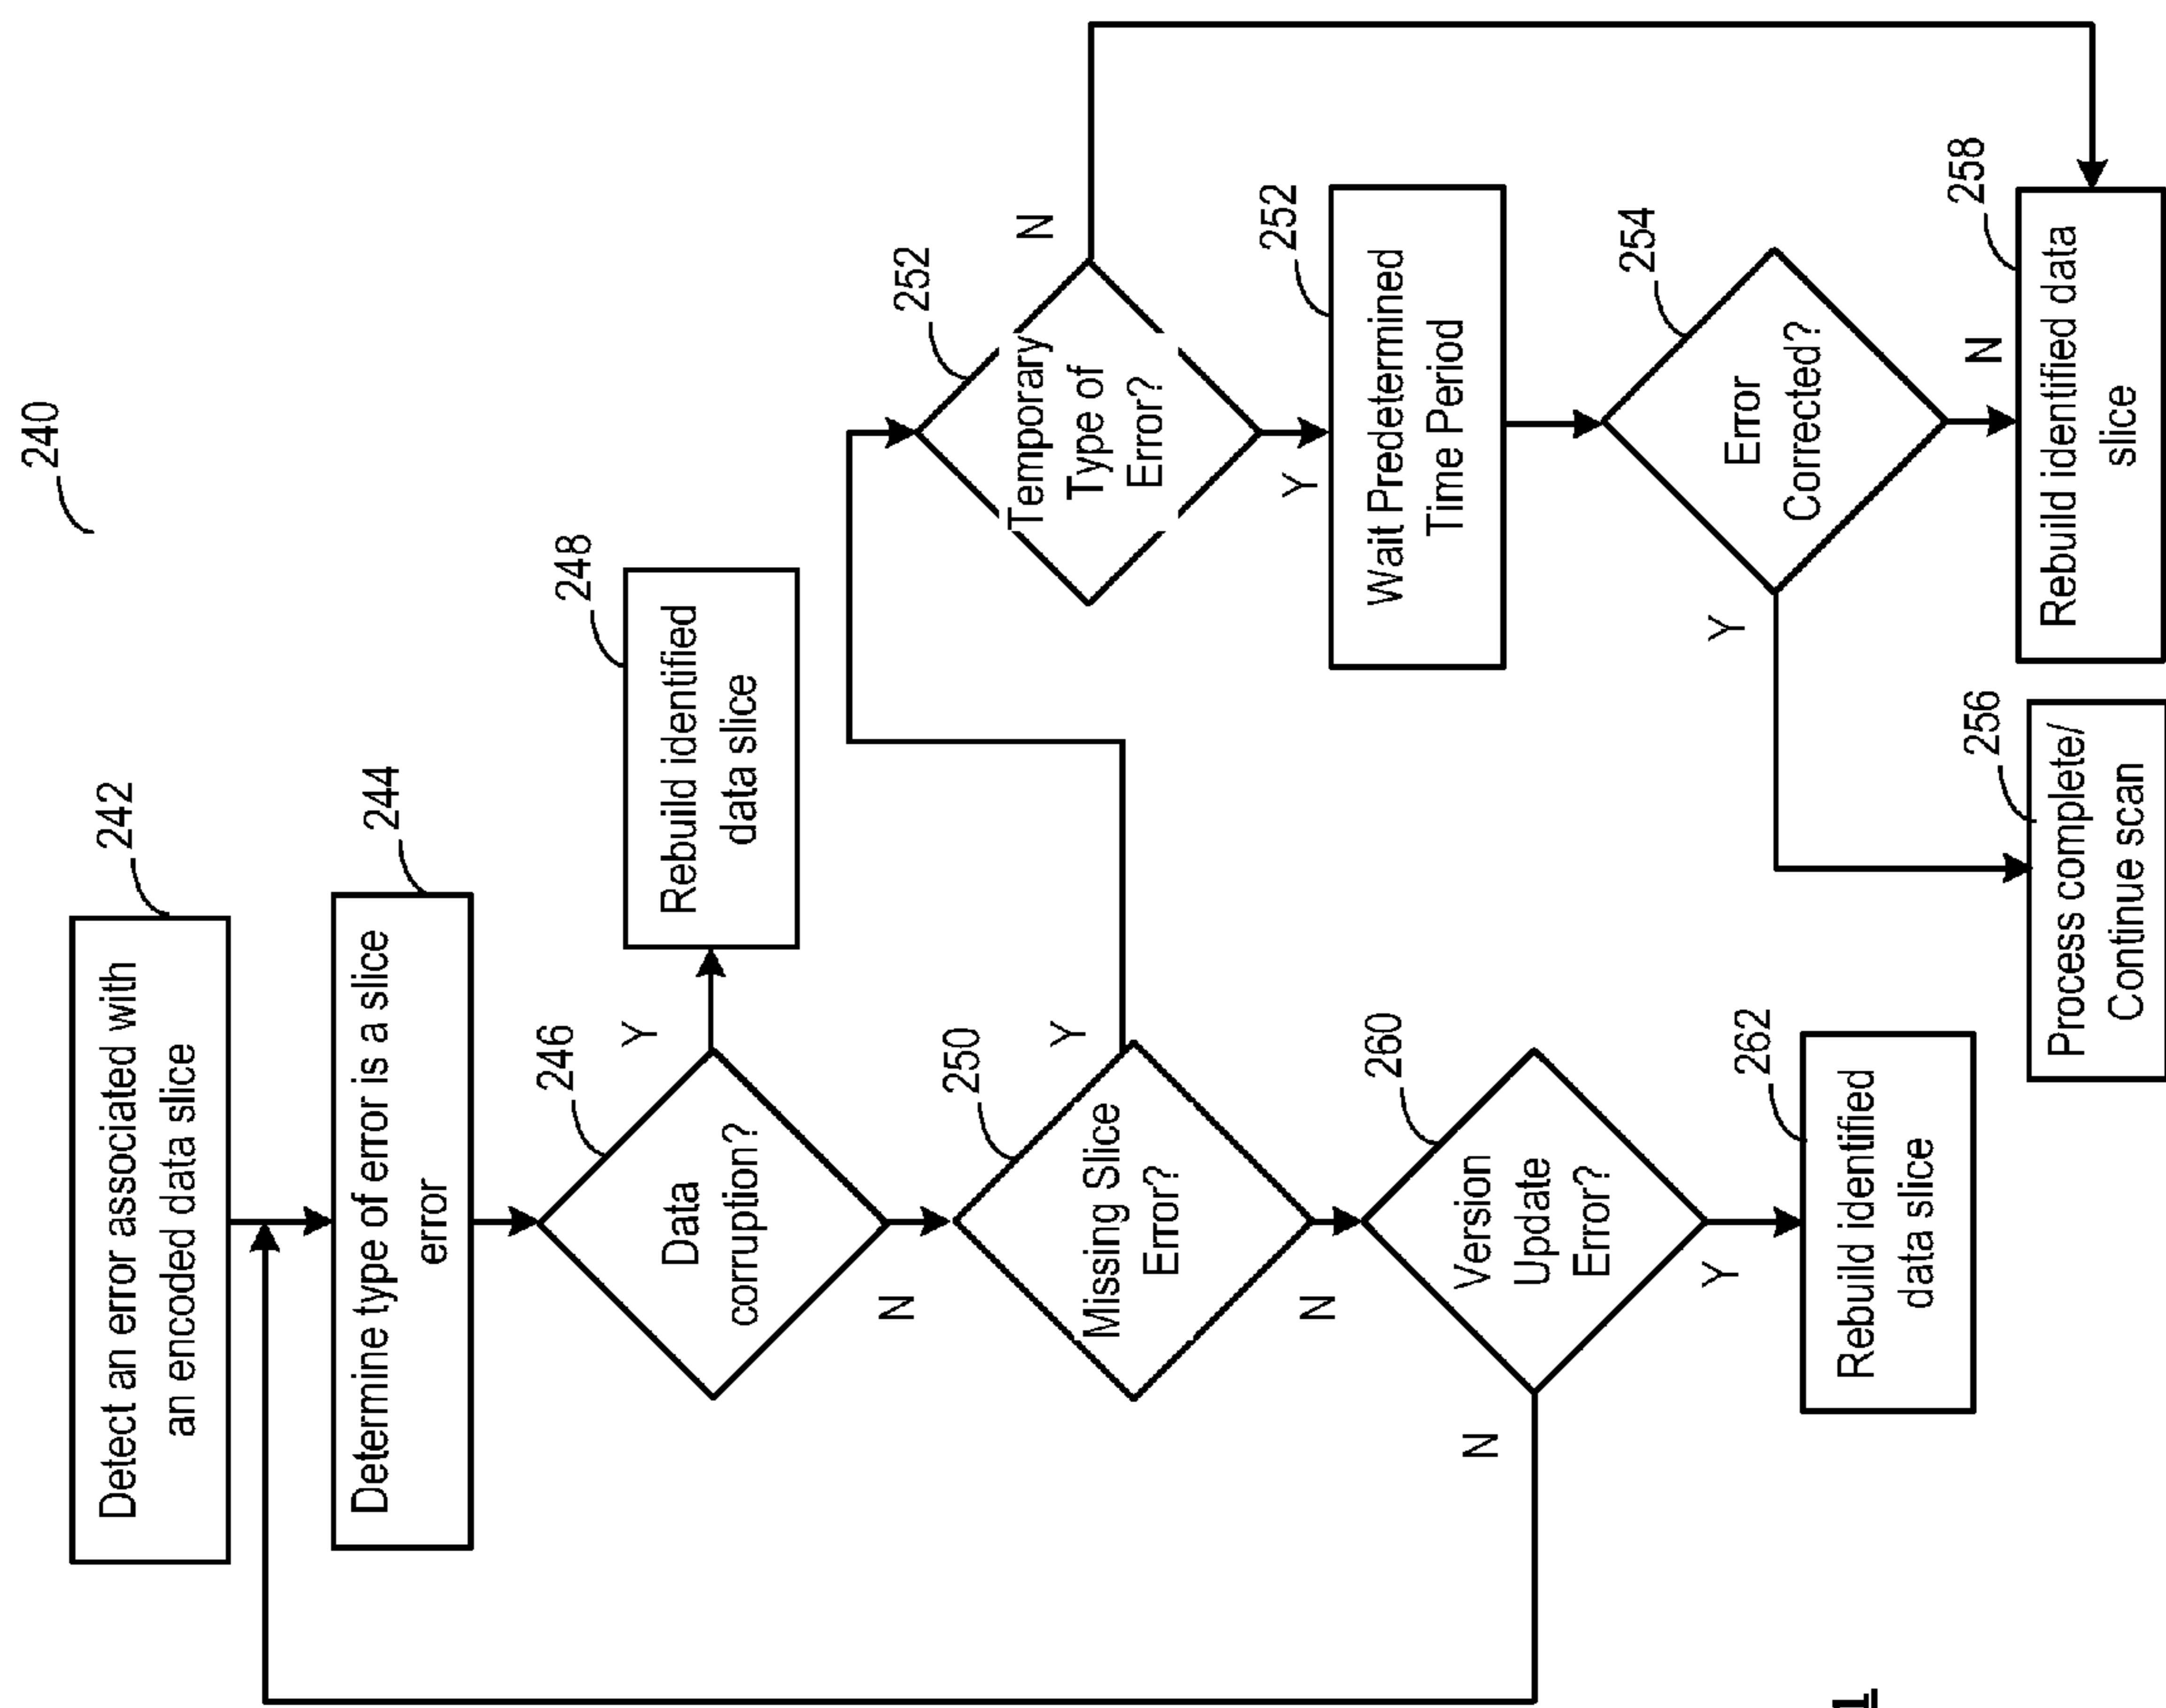 240
242
Detect an error associated with
an encoded data slice
244
Determine type of error is a slice
error
246
Data
corruption?
Y
N
248
Rebuild identified
data slice
250
Missing Slice
Error?
Y
N
260
Version
Update
Error?
N
Y
262
Rebuild identified
data slice
252
Temporary
Type of
Error?
N
Y
252
Wait Predetermined
Time Period
254
Error
Corrected?
Y
N
256
Process complete/
Continue scan
258
Rebuild identified data
slice